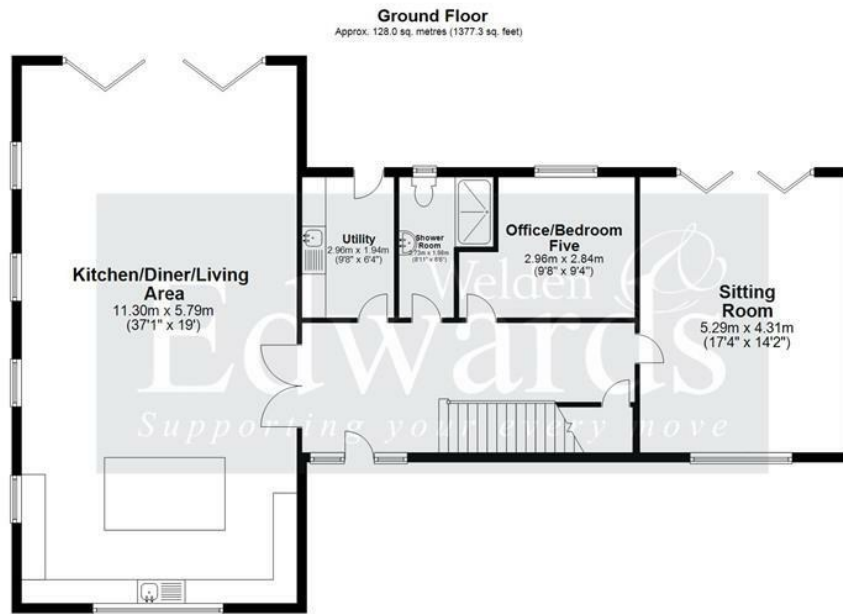 Ground Floor
Approx. 128.0 sq. metres (1377.3 sq. feet)
Kitchen/Diner/Living
Area
11.30m x 5.79m
(37'1" x 19')
Utility
2.96m x 1.94m
(9'8" x 6'4")
Shower
Room
Office/Bedroom
Five
2.96m x 2.84m
(9'8" x 9'4")
Sitting
Room
5.29m x 4.31m
(17'4" x 14'2")
Welden &
Edwards
Supporting your every move